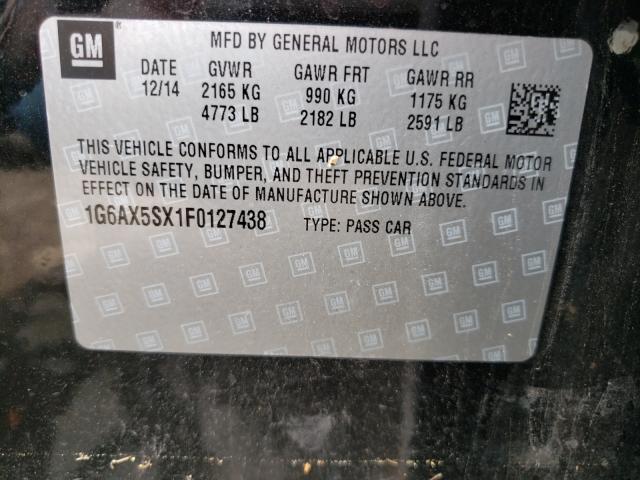 GM
MFD BY GENERAL MOTORS LLC
DATE GVWR GAWR FRT GAWR RR
12/14 2165 KG 990 KG 1175 KG
4773 LB 2182 LB 2591 LB
THIS VEHICLE CONFORMS TO ALL APPLICABLE U.S. FEDERAL MOTOR
VEHICLE SAFETY, BUMPER, AND THEFT PREVENTION STANDARDS IN
EFFECT ON THE DATE OF MANUFACTURE SHOWN ABOVE.
1G6AX5SX1F0127438 TYPE: PASS CAR